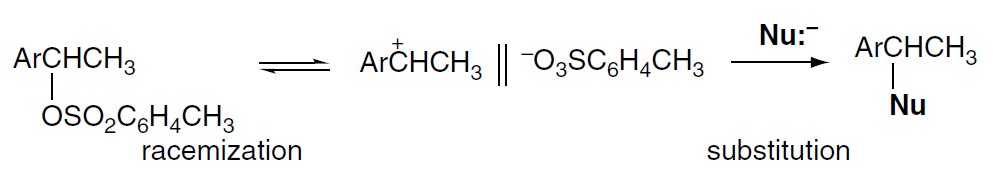 ArCHCH₃
OSO₂C₆H₄CH₃
racemization
ArC⁺HCH₃ || ⁻O₃SC₆H₄CH₃
Nu:⁻
ArCHCH₃
Nu
substitution